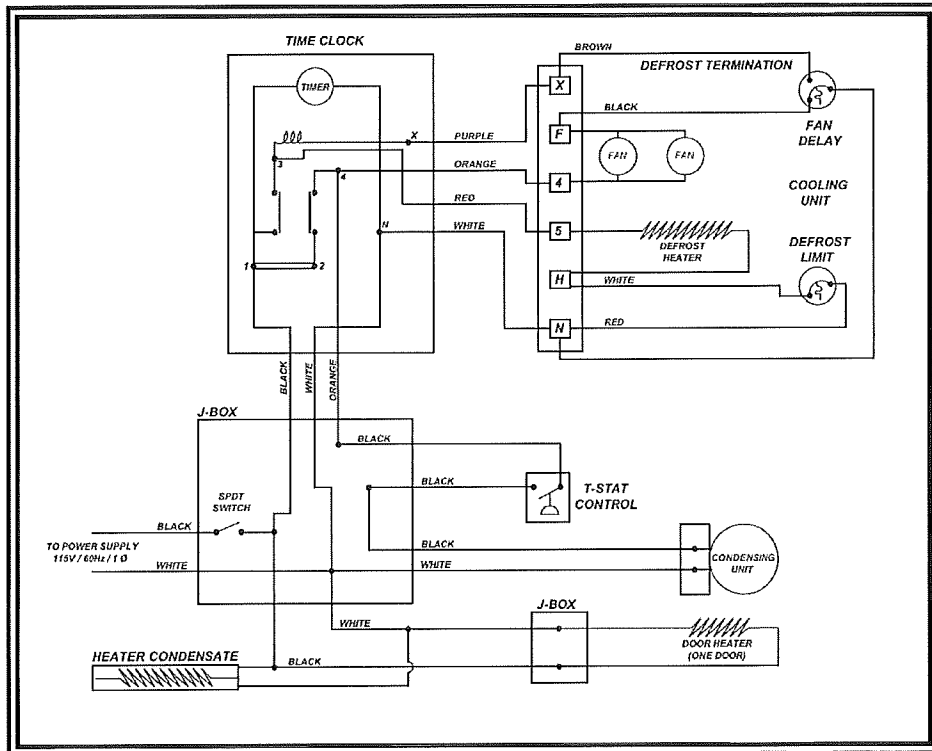 TIME CLOCK
TIMER
BROWN
DEFROST TERMINATION
X
BLACK
FAN
DELAY
X
PURPLE
F
FAN
FAN
3
4
ORANGE
4
COOLING
UNIT
RED
N
WHITE
5
DEFROST
HEATER
DEFROST
LIMIT
1
2
H
WHITE
N
RED
BLACK
WHITE
ORANGE
J-BOX
BLACK
BLACK
T-STAT
CONTROL
SPDT
SWITCH
BLACK
BLACK
TO POWER SUPPLY
115V / 60Hz / 1 Ø
WHITE
WHITE
CONDENSING
UNIT
J-BOX
WHITE
DOOR HEATER
(ONE DOOR)
HEATER CONDENSATE
BLACK